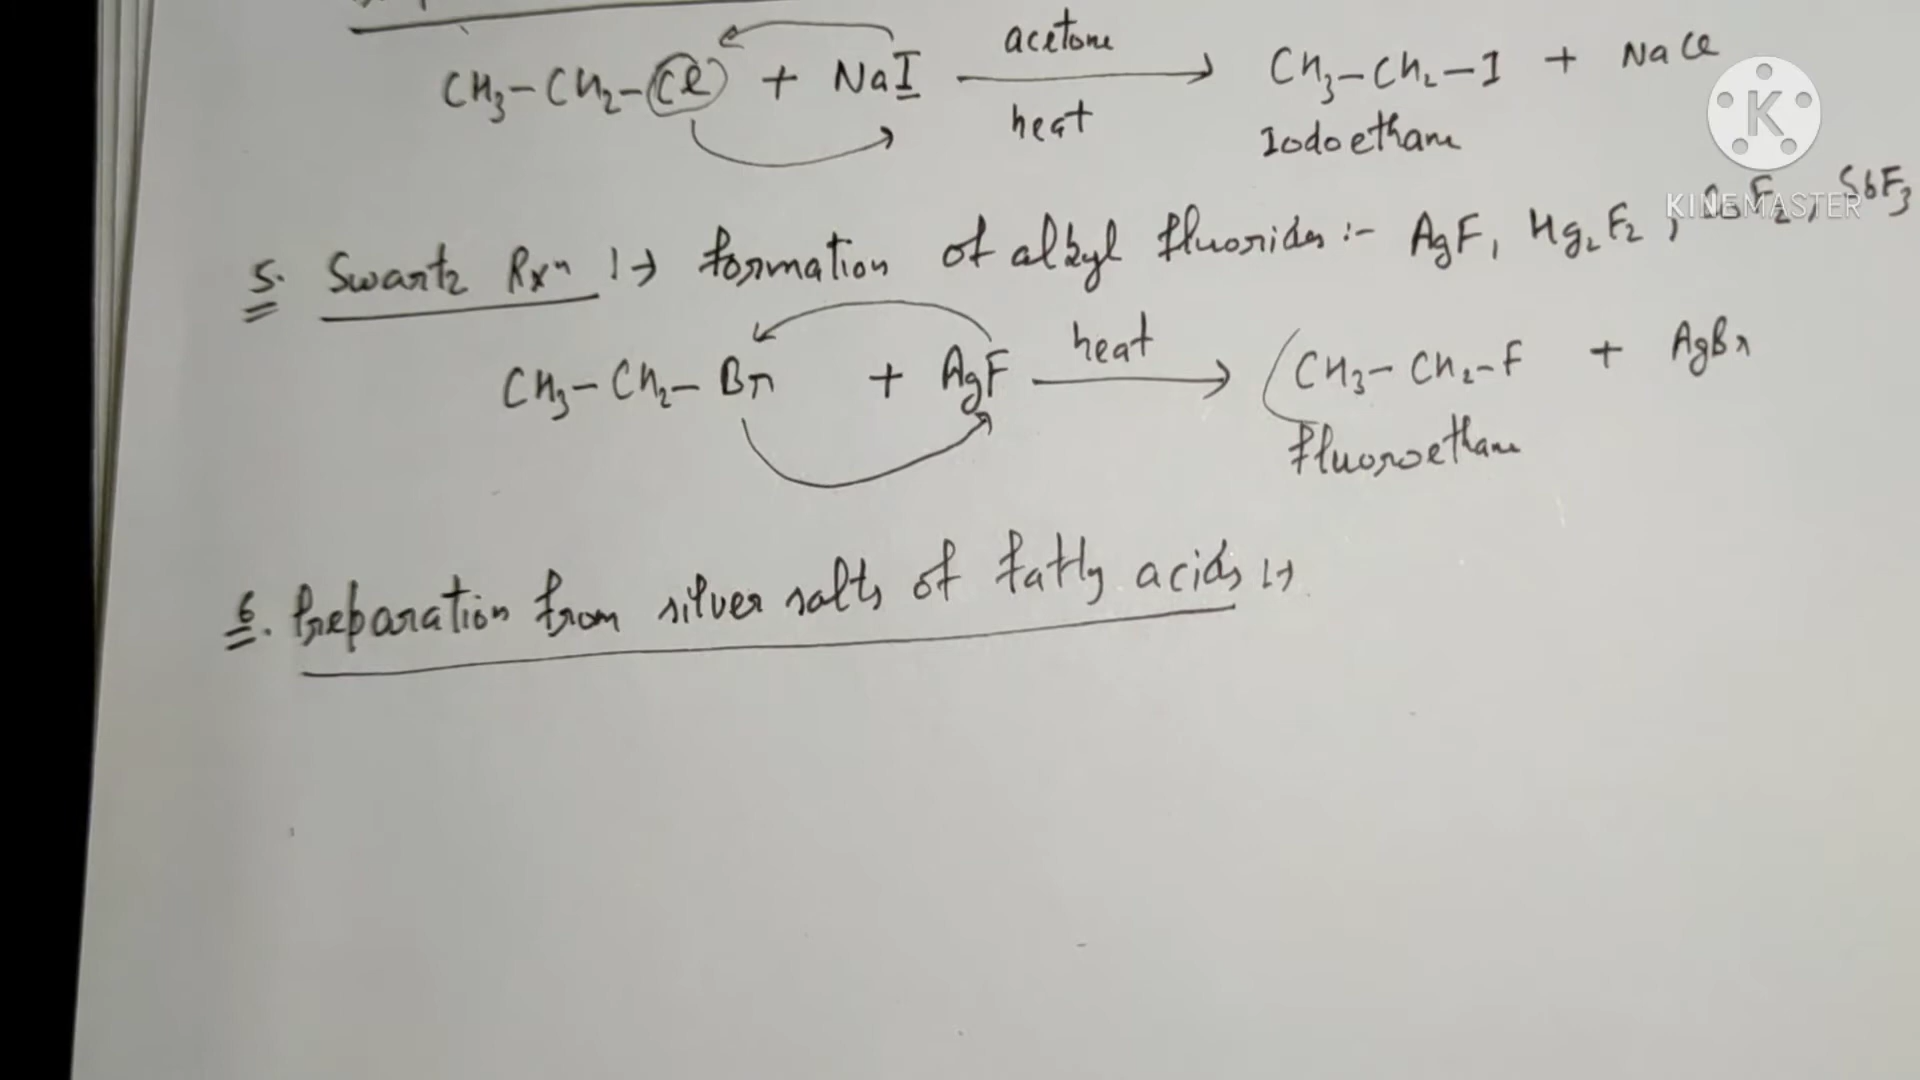 CH₃-CH₂-Cl + NaI acetone heat → CH₃-CH₂-I + NaCl
Iodoethane
K
KINEMASTER
5. Swartz Rxⁿ :→ formation of alkyl fluorides :- AgF, Hg₂F₂, F₂, SbF₃
CH₃-CH₂-Br + AgF heat → CH₃-CH₂-F + AgBr
Fluoroethane
6. Preparation from silver salts of fatty acids :→